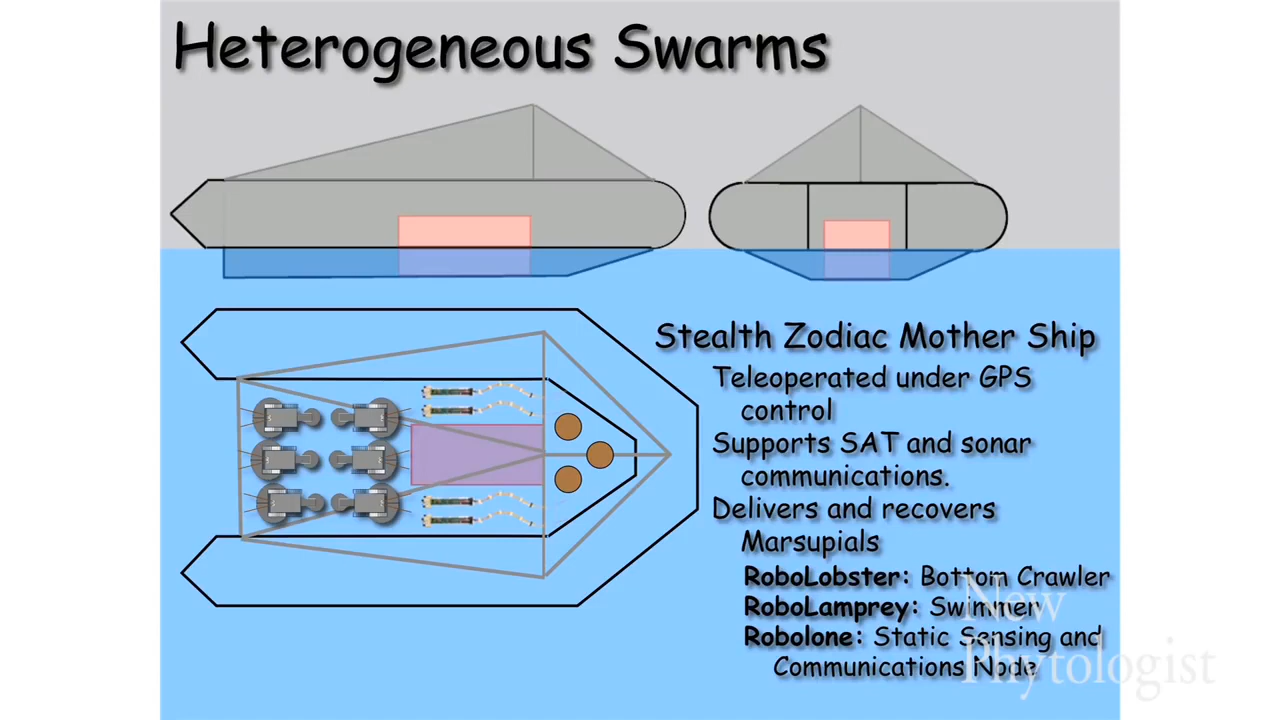 Heterogeneous Swarms
Stealth Zodiac Mother Ship
Teleoperated under GPS
control
Supports SAT and sonar
communications.
Delivers and recovers
Marsupials
RoboLobster: Bottom Crawler
RoboLamprey: Swimmer
Robolone: Static Sensing and
Communications Node
New
Phytologist